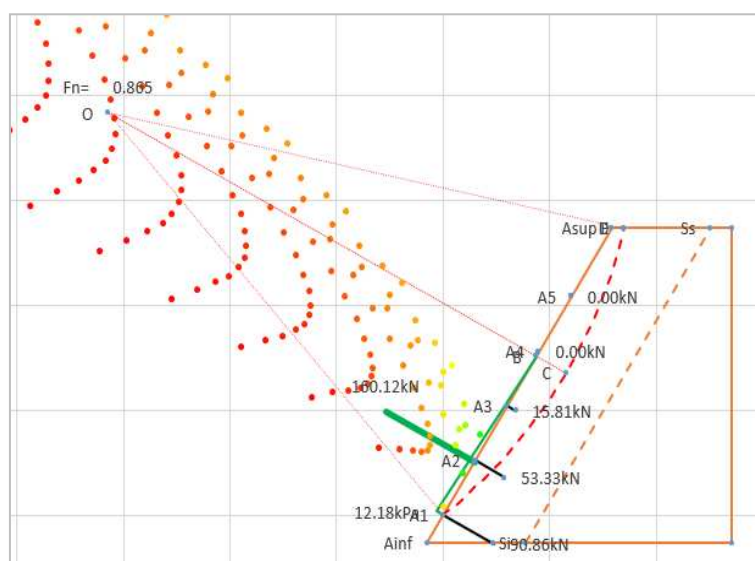 Fn= 0.865
O
Asup B Ss
A5 0.00kN
A4 0.00kN
B
C
160.12kN
A3 15.81kN
A2
53.33kN
12.18kPa A1
Ainf Si 90.86kN